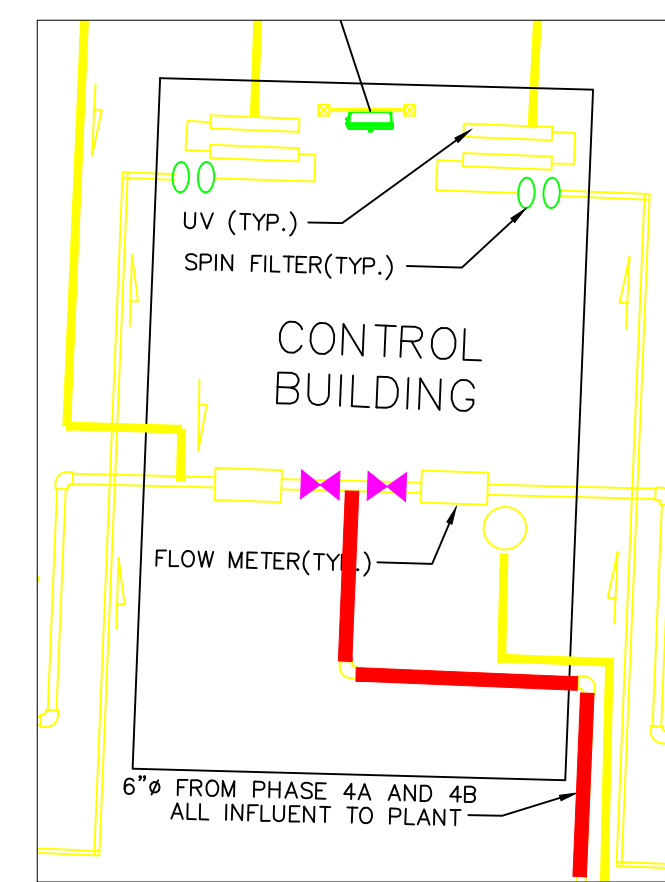 UV (TYP.)
SPIN FILTER(TYP.)
CONTROL
BUILDING
FLOW METER(TYP.)
6"ø FROM PHASE 4A AND 4B
ALL INFLUENT TO PLANT